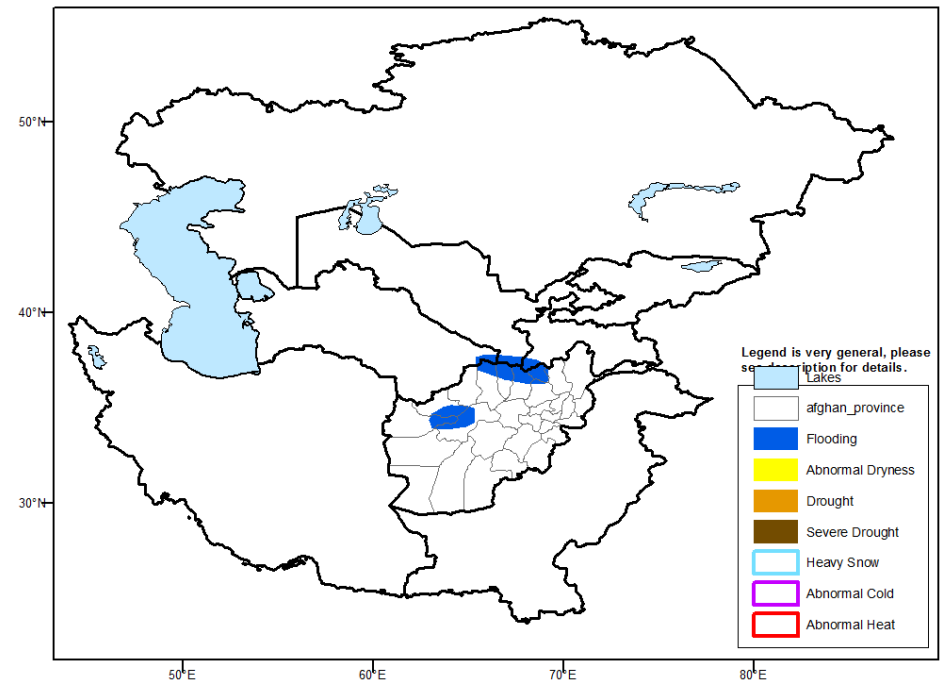 50°N
40°N
30°N
50°E
60°E
70°E
80°E
Legend is very general, please
see description for details.
Lakes
afghan_province
Flooding
Abnormal Dryness
Drought
Severe Drought
Heavy Snow
Abnormal Cold
Abnormal Heat